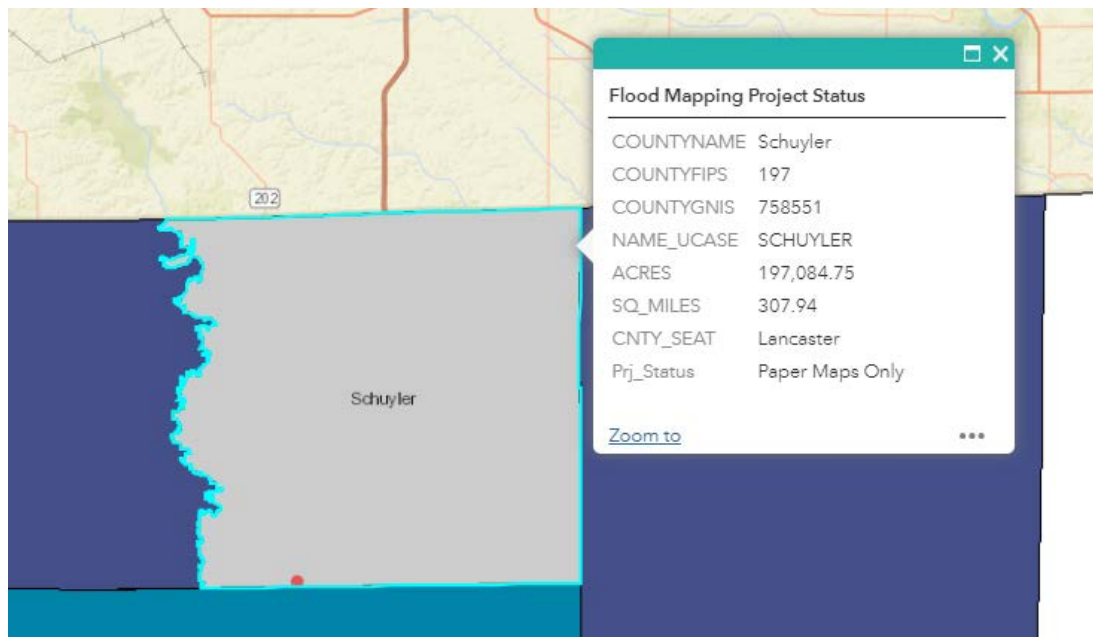 202
Schuyler
Flood Mapping Project Status
COUNTYNAME Schuyler
COUNTYFIPS 197
COUNTYGNIS 758551
NAME_UCASE SCHUYLER
ACRES 197,084.75
SQ_MILES 307.94
CNTY_SEAT Lancaster
Prj_Status Paper Maps Only
Zoom to